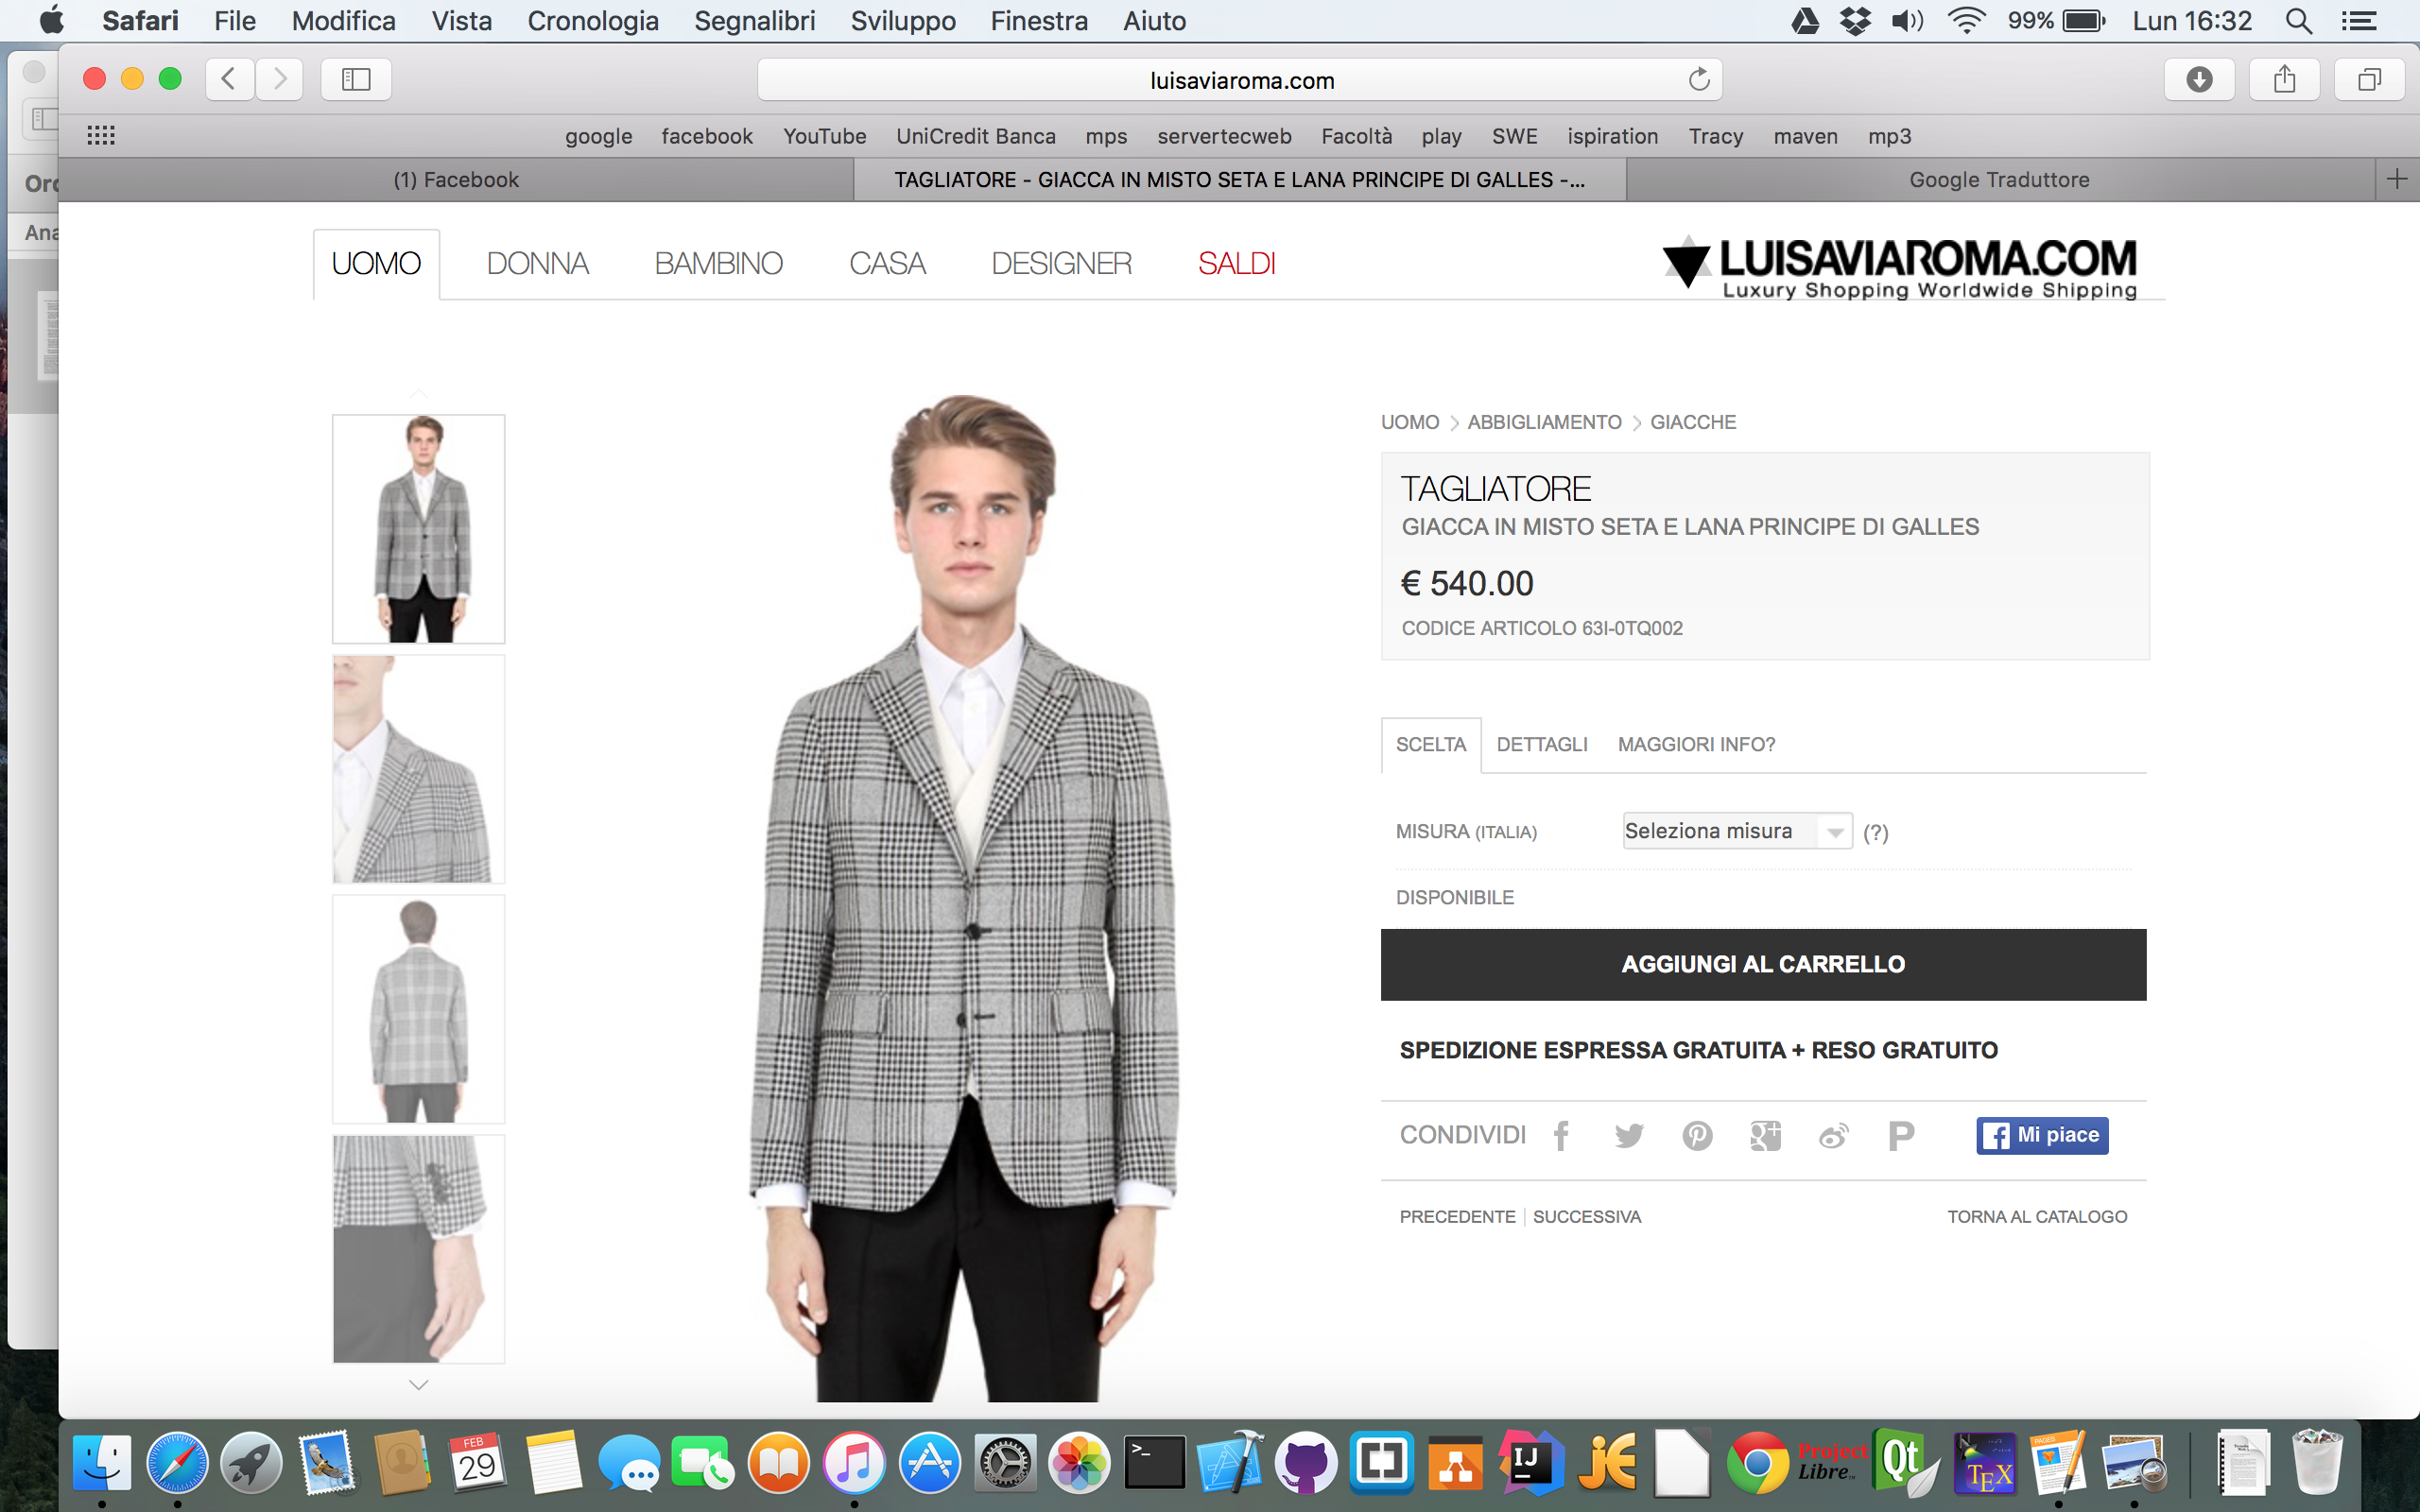 Safari File Modifica Vista Cronologia Segnalibri Sviluppo Finestra Aiuto 99% Lun 16:32
luisaviaroma.com
google facebook YouTube UniCredit Banca mps servertecweb Facoltà play SWE ispiration Tracy maven mp3
(1) Facebook TAGLIATORE - GIACCA IN MISTO SETA E LANA PRINCIPE DI GALLES -... Google Traduttore
Ord
Ana
UOMO DONNA BAMBINO CASA DESIGNER SALDI
LUISAVIAROMA.COM
Luxury Shopping Worldwide Shipping
UOMO > ABBIGLIAMENTO > GIACCHE
TAGLIATORE
GIACCA IN MISTO SETA E LANA PRINCIPE DI GALLES
€ 540.00
CODICE ARTICOLO 63I-0TQ002
SCELTA DETTAGLI MAGGIORI INFO?
MISURA (ITALIA) Seleziona misura (?)
DISPONIBILE
AGGIUNGI AL CARRELLO
SPEDIZIONE ESPRESSA GRATUITA + RESO GRATUITO
CONDIVIDI Mi piace
PRECEDENTE | SUCCESSIVA TORNA AL CATALOGO
FEB
29
IJ
jE
Project
Libre
Qt
TEX
PAGES